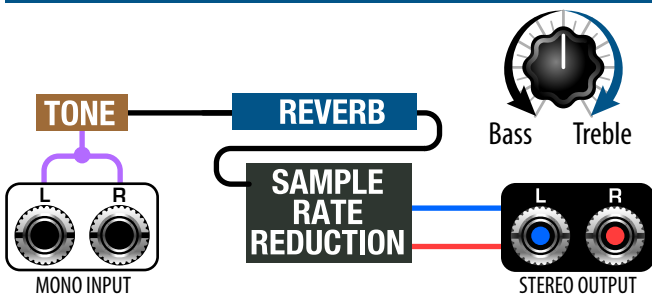 TONE
REVERB
Bass Treble
L R
MONO INPUT
SAMPLE
RATE
REDUCTION
L R
STEREO OUTPUT